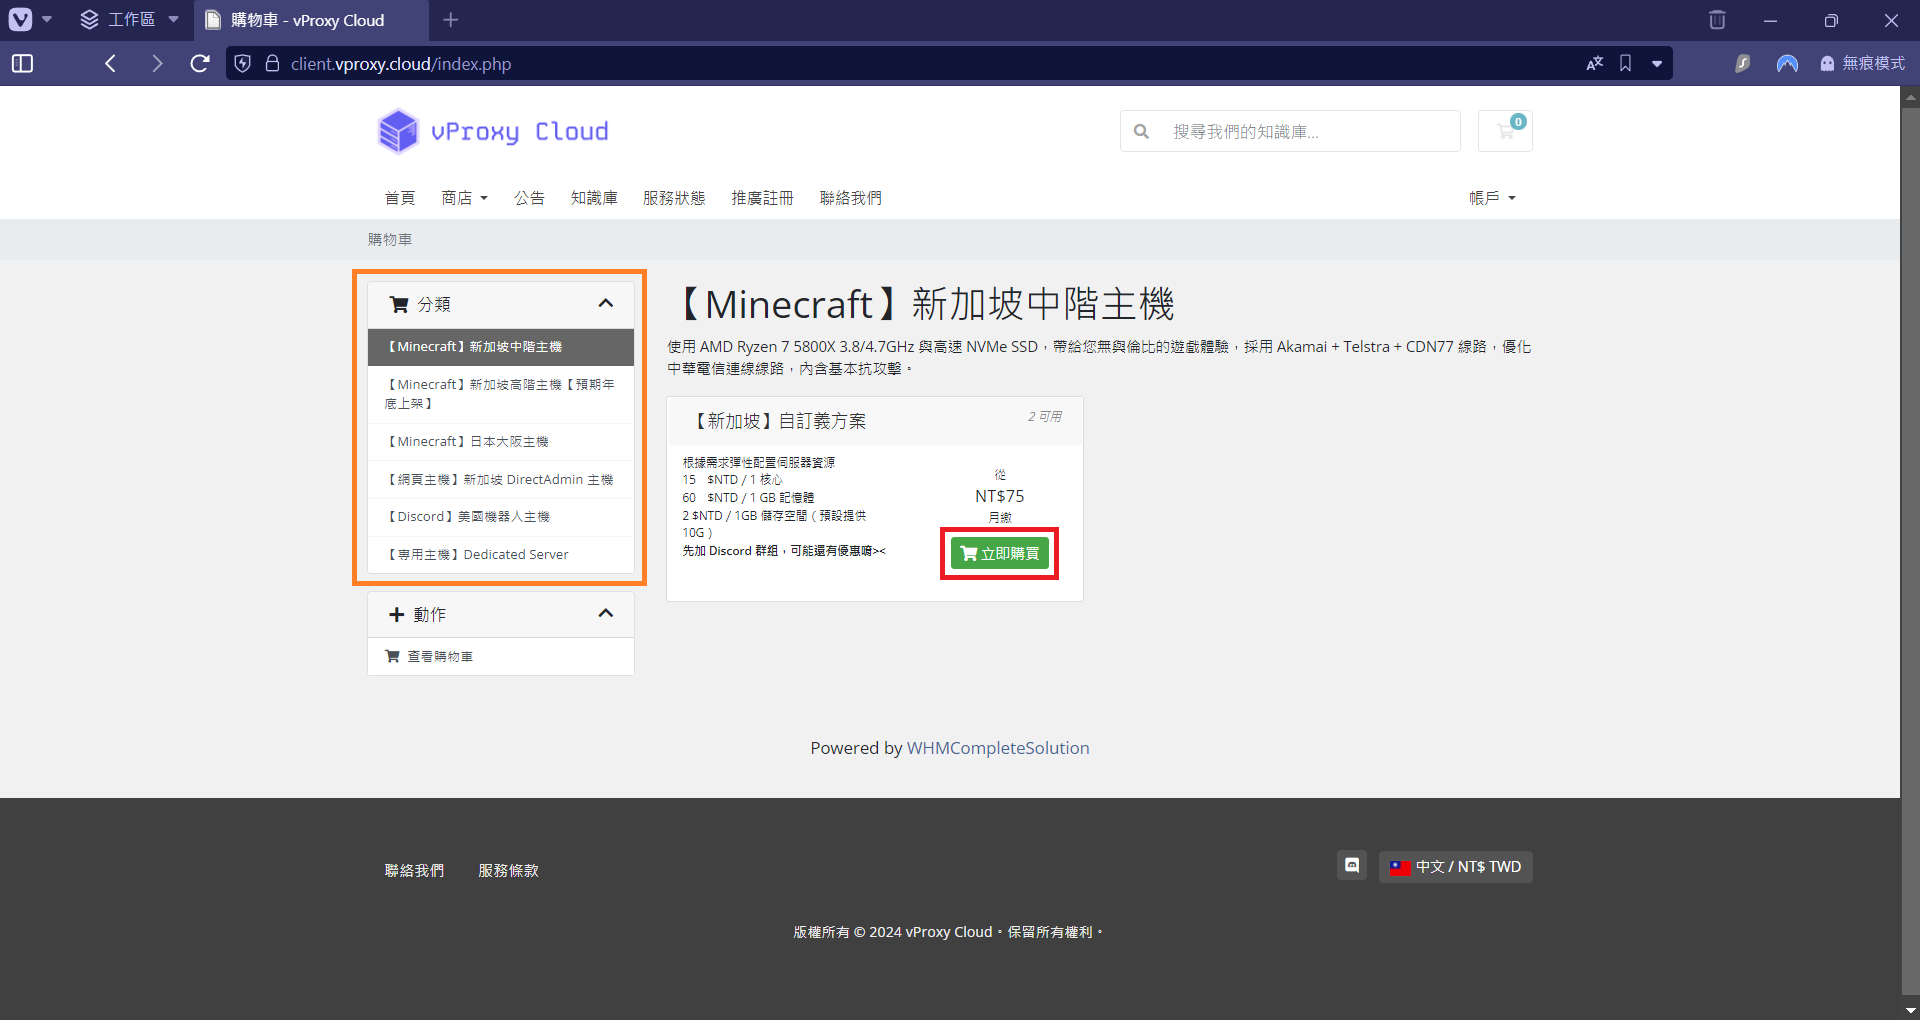 工作區
購物車 - vProxy Cloud
client.vproxy.cloud/index.php
無痕模式
vProxy Cloud
搜尋我們的知識庫...
0
首頁
商店
公告
知識庫
服務狀態
推廣註冊
聯絡我們
帳戶
購物車
分類
【Minecraft】新加坡中階主機
【Minecraft】新加坡高階主機【預期年
底上架】
【Minecraft】日本大阪主機
【網頁主機】新加坡 DirectAdmin 主機
【Discord】美國機器人主機
【專用主機】Dedicated Server
動作
查看購物車
【Minecraft】新加坡中階主機
使用 AMD Ryzen 7 5800X 3.8/4.7GHz 與高速 NVMe SSD，帶給您無與倫比的遊戲體驗，採用 Akamai + Telstra + CDN77 線路，優化
中華電信連線線路，內含基本抗攻擊。
【新加坡】自訂義方案
2 可用
根據需求彈性配置伺服器資源
15 $NTD / 1 核心
60 $NTD / 1 GB 記憶體
2 $NTD / 1GB 儲存空間（預設提供
10G）
先加 Discord 群組，可能還有優惠唷><
從
NT$75
月繳
立即購買
Powered by WHMCompleteSolution
聯絡我們
服務條款
中文 / NT$ TWD
版權所有 © 2024 vProxy Cloud。保留所有權利。